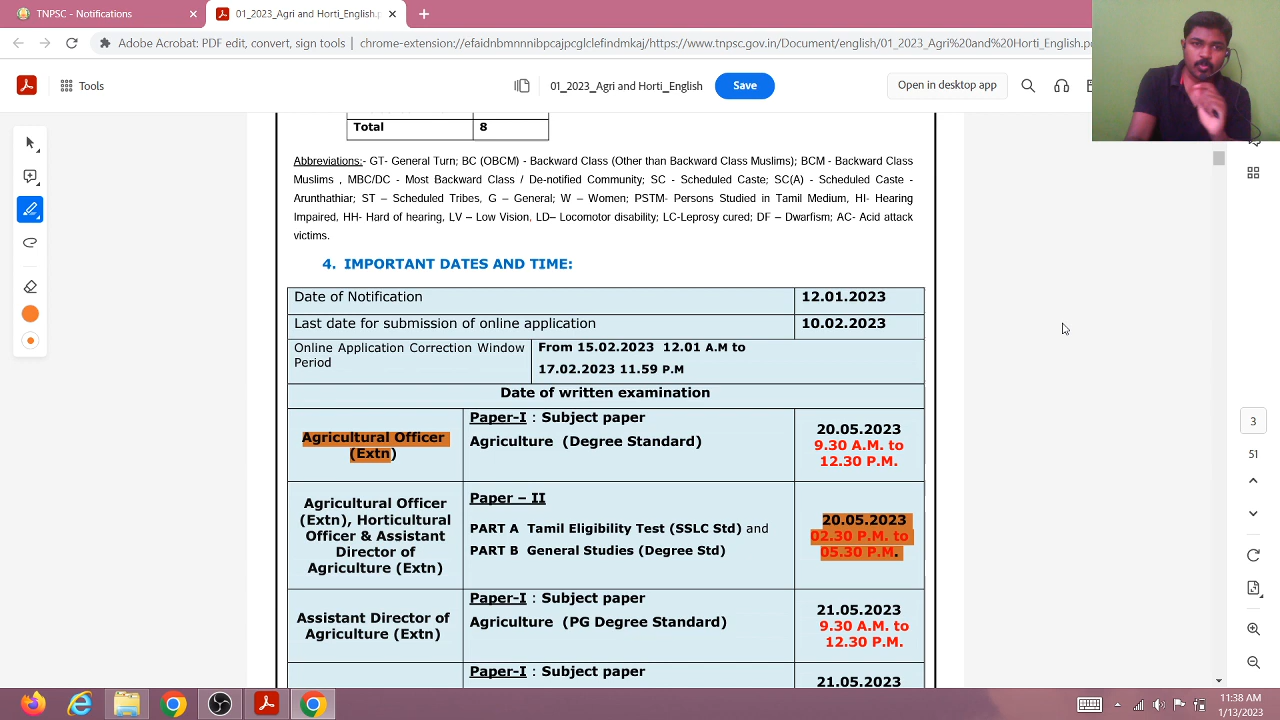 TNPSC - Notifications
01_2023_Agri_Horti_English.p
Adobe Acrobat: PDF edit, convert, sign tools
chrome-extension://efaidnbmnnnibpcajpcglclefindmkaj/https://www.tnpsc.gov.in/Document/english/01_2023_Agri%20and%20Horti_English.pd
Tools
01_2023_Agri and Horti_English
Save
Open in desktop app
Total 8
Abbreviations:- GT- General Turn; BC (OBCM) - Backward Class (Other than Backward Class Muslims); BCM - Backward Class
Muslims , MBC/DC - Most Backward Class / De-notified Community; SC - Scheduled Caste; SC(A) - Scheduled Caste -
Arunthathiar; ST – Scheduled Tribes, G – General; W – Women; PSTM- Persons Studied in Tamil Medium, HI- Hearing
Impaired, HH- Hard of hearing, LV – Low Vision, LD– Locomotor disability; LC-Leprosy cured; DF – Dwarfism; AC- Acid attack
victims.
4. IMPORTANT DATES AND TIME:
Date of Notification 12.01.2023
Last date for submission of online application 10.02.2023
Online Application Correction Window
Period
From 15.02.2023 12.01 A.M to
17.02.2023 11.59 P.M
Date of written examination
Agricultural Officer
(Extn)
Paper-I : Subject paper
Agriculture (Degree Standard)
20.05.2023
9.30 A.M. to
12.30 P.M.
Agricultural Officer
(Extn), Horticultural
Officer & Assistant
Director of
Agriculture (Extn)
Paper – II
PART A Tamil Eligibility Test (SSLC Std) and
PART B General Studies (Degree Std)
20.05.2023
02.30 P.M. to
05.30 P.M.
Assistant Director of
Agriculture (Extn)
Paper-I : Subject paper
Agriculture (PG Degree Standard)
21.05.2023
9.30 A.M. to
12.30 P.M.
Paper-I : Subject paper
21.05.2023
3
51
11:38 AM
1/13/2023